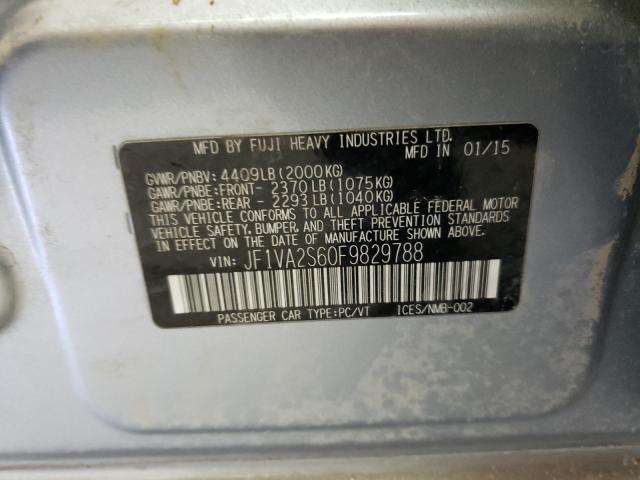 MFD BY FUJI HEAVY INDUSTRIES LTD.
MFD IN 01/15
GVWR/PNBV: 4409LB(2000KG)
GAWR/PNBE:FRONT- 2370LB(1075KG)
GAWR/PNBE:REAR - 2293LB(1040KG)
THIS VEHICLE CONFORMS TO ALL APPLICABLE FEDERAL MOTOR
VEHICLE SAFETY, BUMPER, AND THEFT PREVENTION STANDARDS
IN EFFECT ON THE DATE OF MANUFACTURE SHOWN ABOVE.
VIN: JF1VA2S60F9829788
PASSENGER CAR TYPE:PC/VT ICES/NMB-002